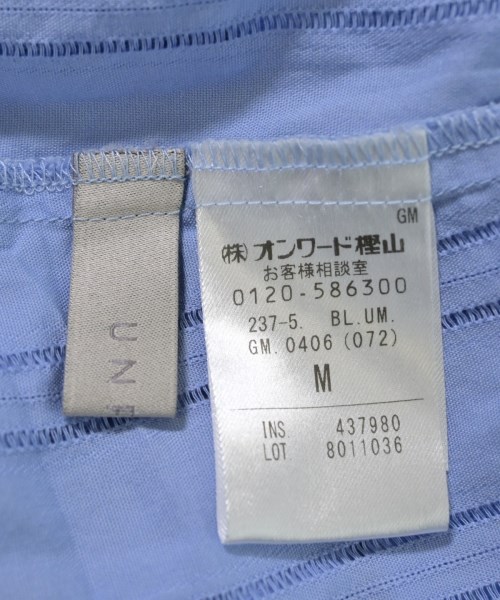 UN
GM
(株)オンワード樫山
お客様相談室
0120-586300
237-5. BL.UM.
GM.0406(072)
M
INS. 437980
LOT 8011036